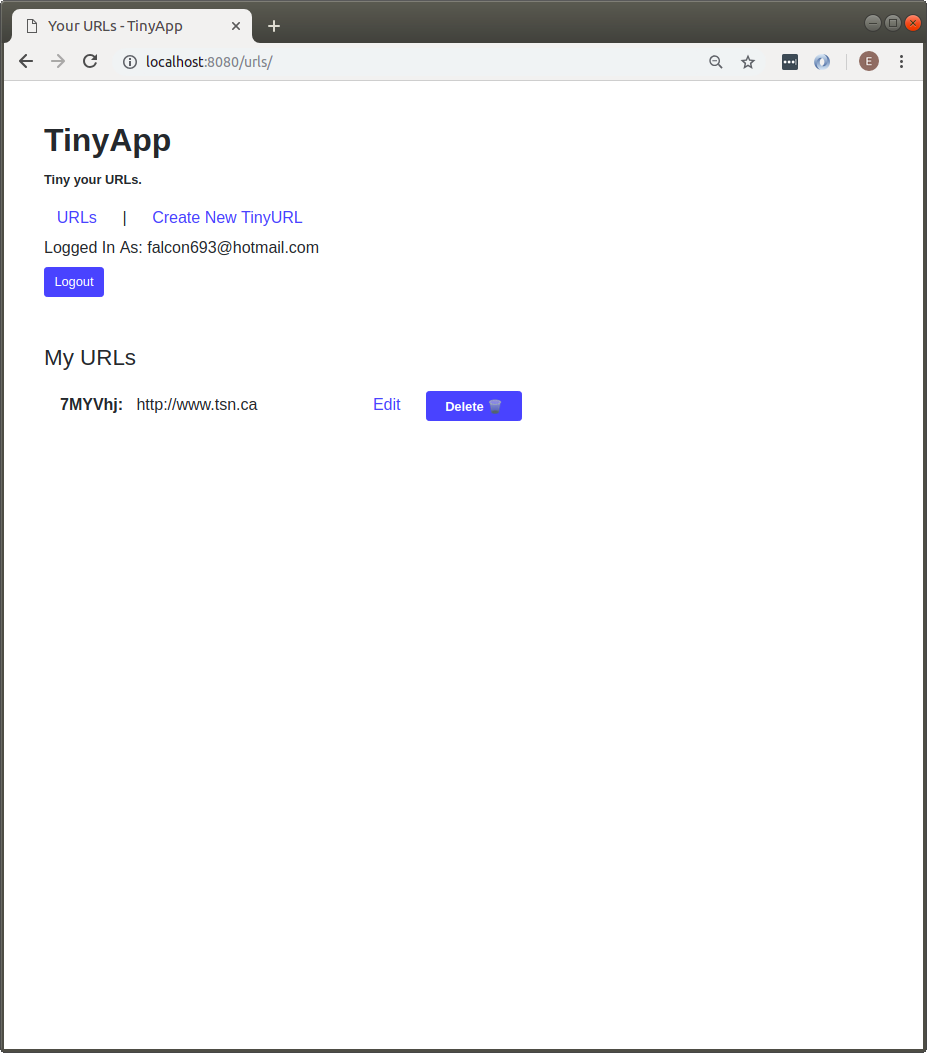 Your URLs - TinyApp
localhost:8080/urls/
E
TinyApp
Tiny your URLs.
URLs | Create New TinyURL
Logged In As: falcon693@hotmail.com
Logout
My URLs
7MYVhj: http://www.tsn.ca Edit Delete 🗑